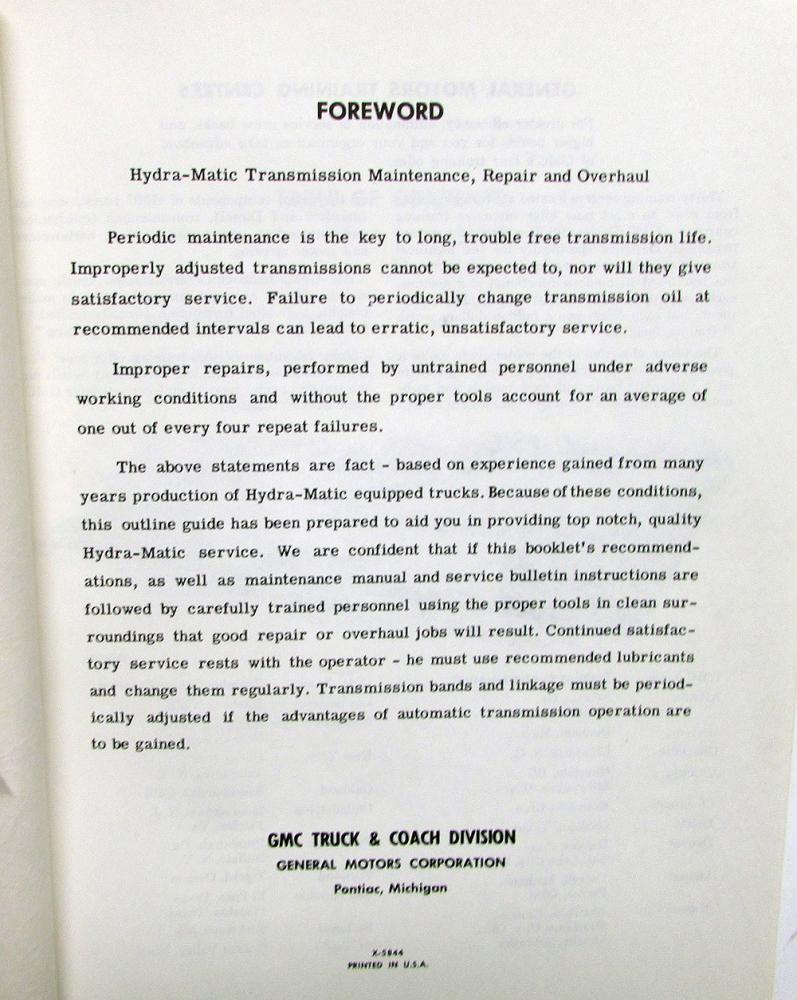 FOREWORD
Hydra-Matic Transmission Maintenance, Repair and Overhaul
Periodic maintenance is the key to long, trouble free transmission life.
Improperly adjusted transmissions cannot be expected to, nor will they give
satisfactory service. Failure to periodically change transmission oil at
recommended intervals can lead to erratic, unsatisfactory service.
Improper repairs, performed by untrained personnel under adverse
working conditions and without the proper tools account for an average of
one out of every four repeat failures.
The above statements are fact - based on experience gained from many
years production of Hydra-Matic equipped trucks. Because of these conditions,
this outline guide has been prepared to aid you in providing top notch, quality
Hydra-Matic service. We are confident that if this booklet's recommend-
ations, as well as maintenance manual and service bulletin instructions are
followed by carefully trained personnel using the proper tools in clean sur-
roundings that good repair or overhaul jobs will result. Continued satisfac-
tory service rests with the operator - he must use recommended lubricants
and change them regularly. Transmission bands and linkage must be period-
ically adjusted if the advantages of automatic transmission operation are
to be gained.
GMC TRUCK & COACH DIVISION
GENERAL MOTORS CORPORATION
Pontiac, Michigan
X-5844
PRINTED IN U.S.A.